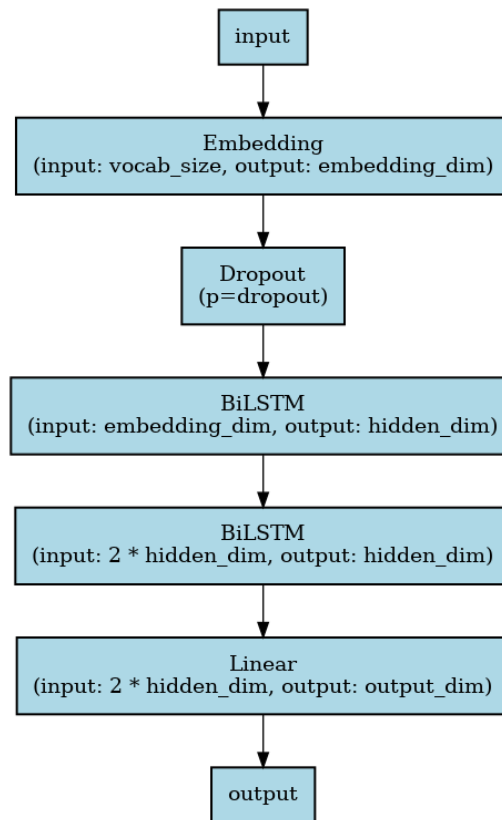 input
Embedding
(input: vocab_size, output: embedding_dim)
Dropout
(p=dropout)
BiLSTM
(input: embedding_dim, output: hidden_dim)
BiLSTM
(input: 2 * hidden_dim, output: hidden_dim)
Linear
(input: 2 * hidden_dim, output: output_dim)
output